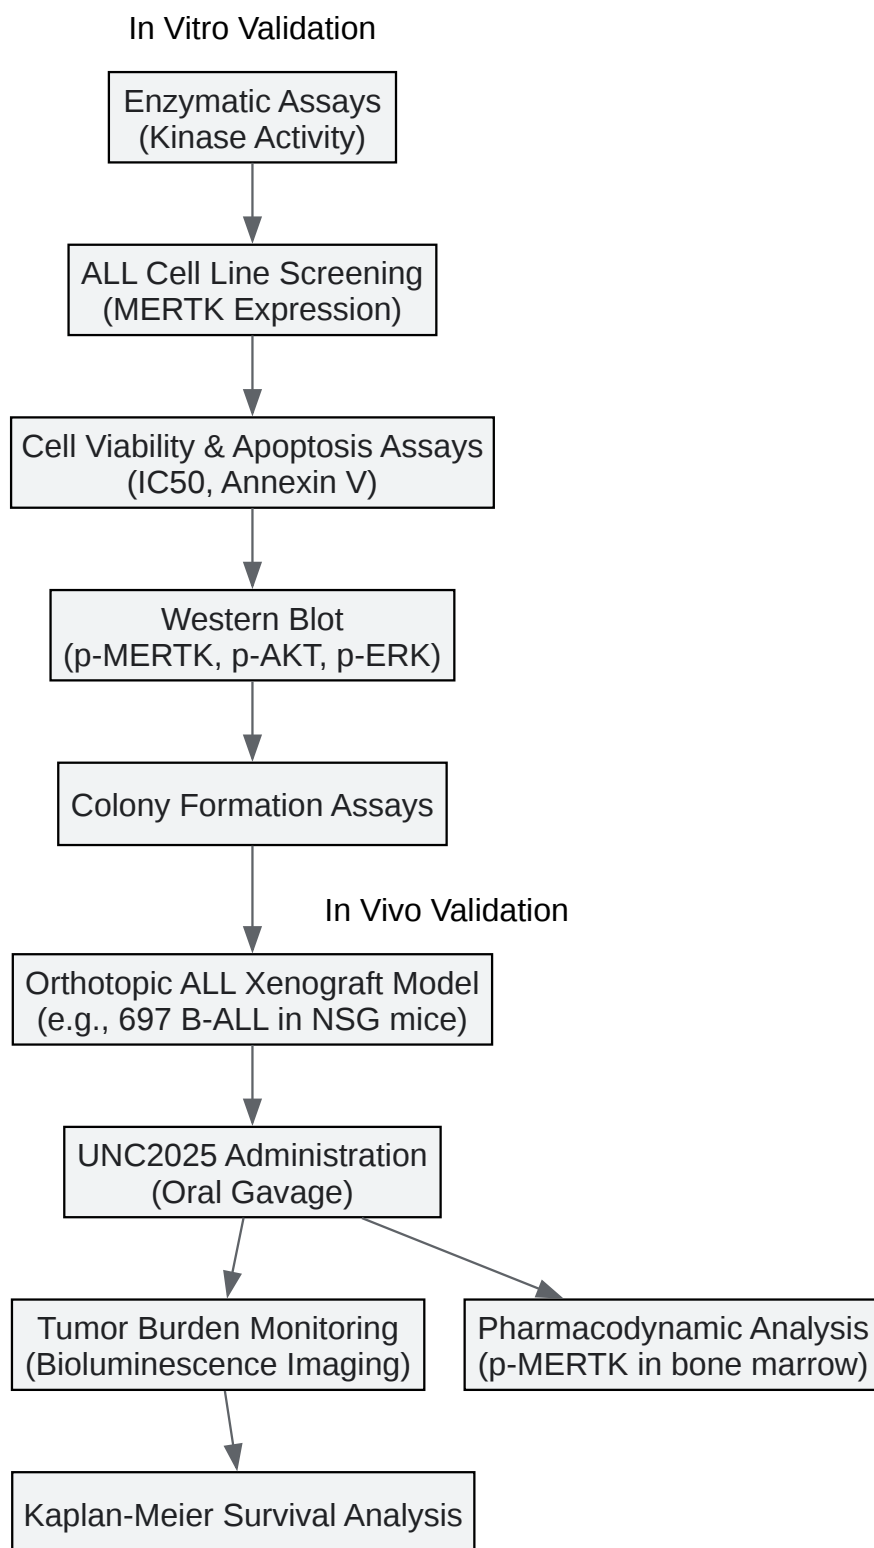 In Vitro Validation
Enzymatic Assays
(Kinase Activity)
ALL Cell Line Screening
(MERTK Expression)
Cell Viability & Apoptosis Assays
(IC50, Annexin V)
Western Blot
(p-MERTK, p-AKT, p-ERK)
Colony Formation Assays
In Vivo Validation
Orthotopic ALL Xenograft Model
(e.g., 697 B-ALL in NSG mice)
UNC2025 Administration
(Oral Gavage)
Tumor Burden Monitoring
(Bioluminescence Imaging)
Pharmacodynamic Analysis
(p-MERTK in bone marrow)
Kaplan-Meier Survival Analysis